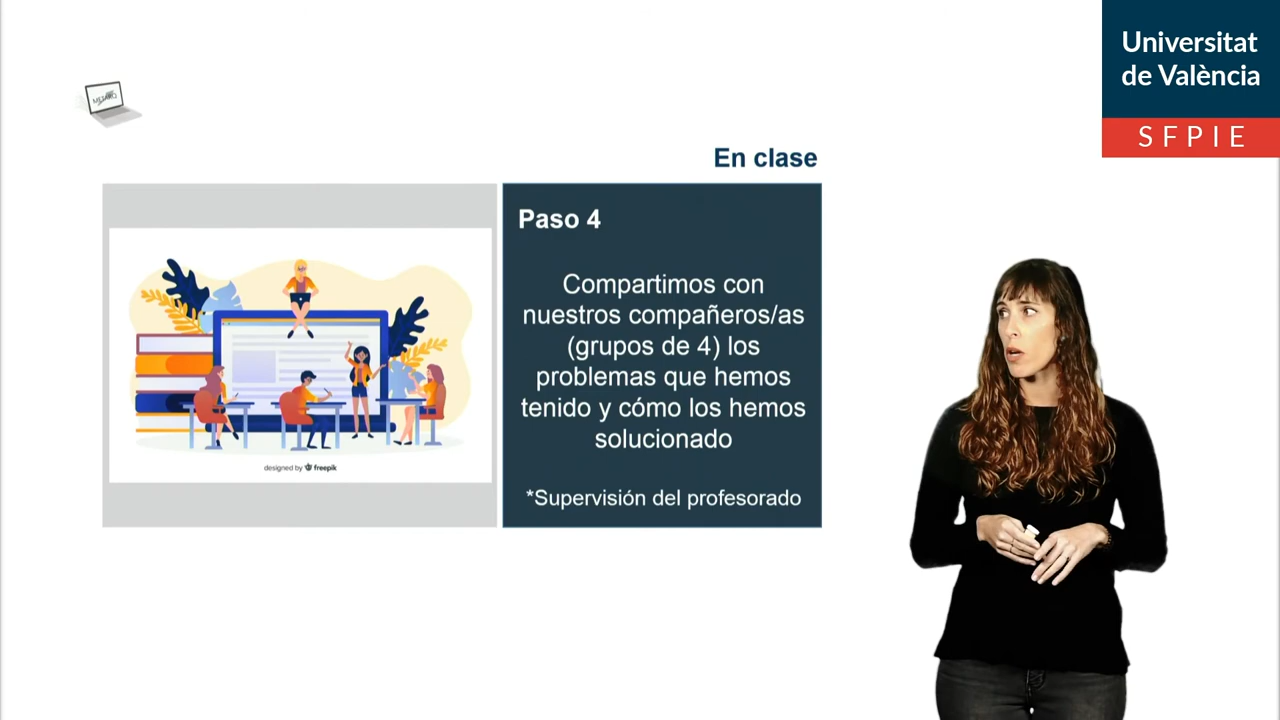 Universitat
de València
SFPIE
En clase
Paso 4
Compartimos con
nuestros compañeros/as
(grupos de 4) los
problemas que hemos
tenido y cómo los hemos
solucionado
*Supervisión del profesorado
designed by freepik